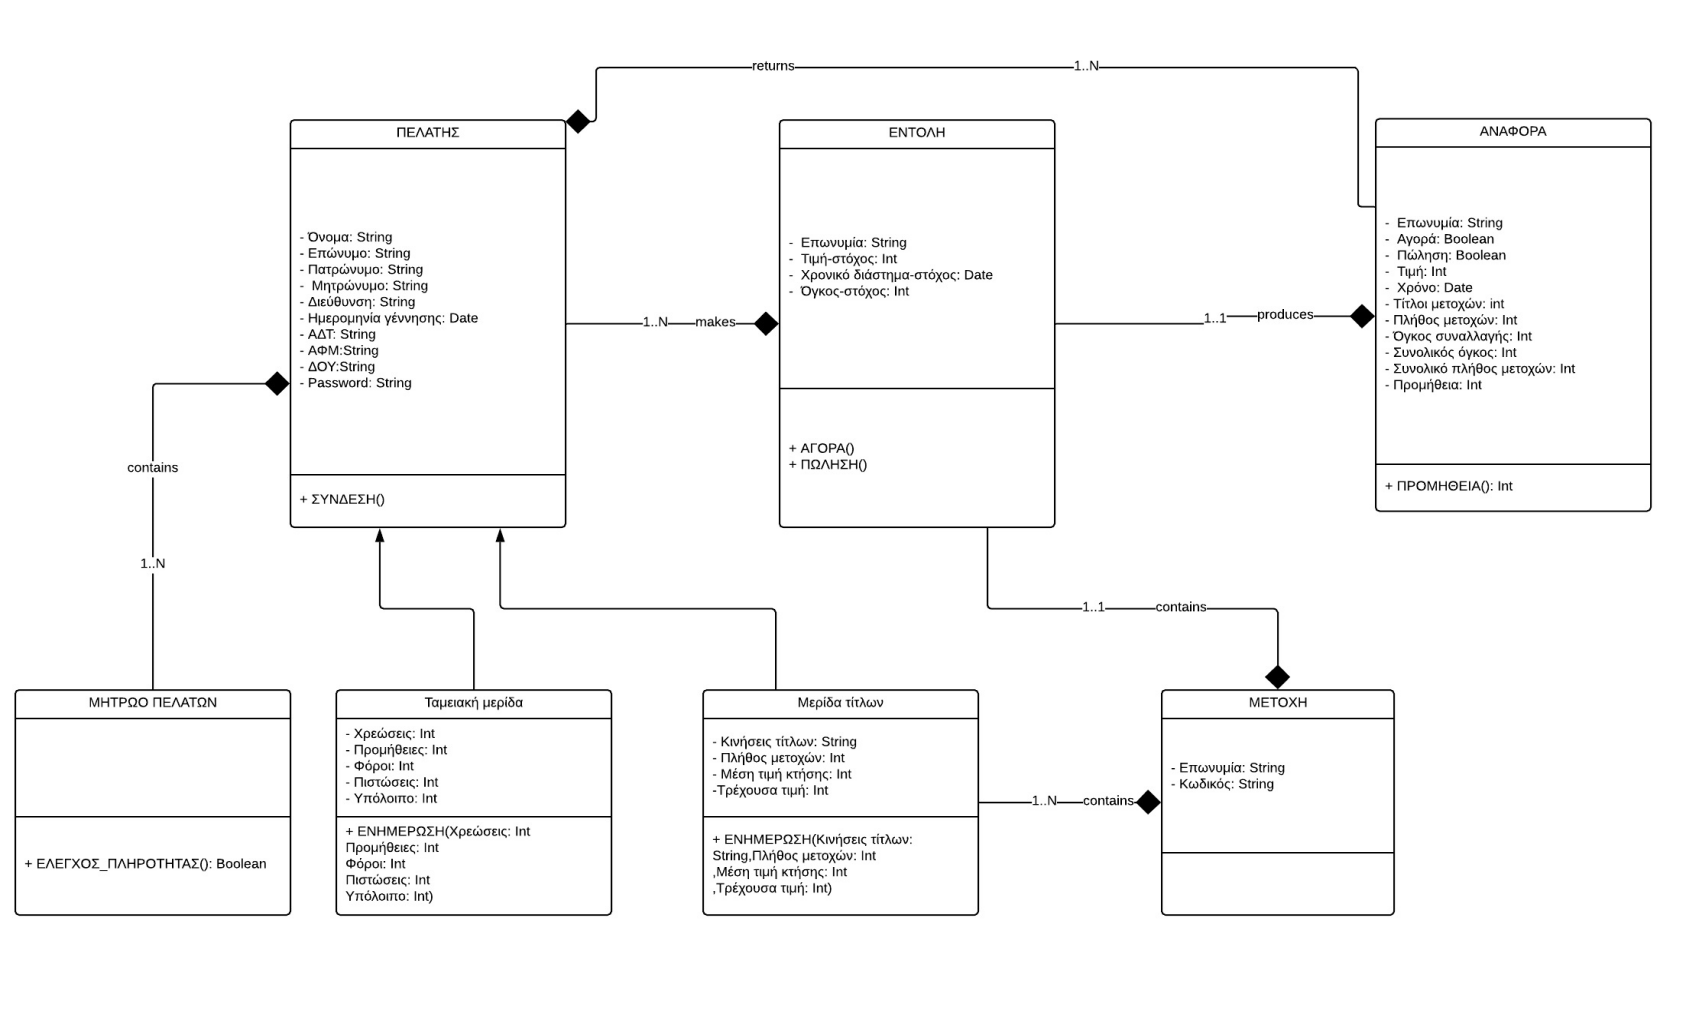 returns
1..N
ΠΕΛΑΤΗΣ
- Όνομα: String
- Επώνυμο: String
- Πατρώνυμο: String
- Μητρώνυμο: String
- Διεύθυνση: String
- Ημερομηνία γέννησης: Date
- ΑΔΤ: String
- ΑΦΜ:String
- ΔΟΥ:String
- Password: String
+ ΣΥΝΔΕΣΗ()
1..N
makes
ΕΝΤΟΛΗ
- Επωνυμία: String
- Τιμή-στόχος: Int
- Χρονικό διάστημα-στόχος: Date
- Όγκος-στόχος: Int
+ ΑΓΟΡΑ()
+ ΠΩΛΗΣΗ()
1..1
produces
ΑΝΑΦΟΡΑ
- Επωνυμία: String
- Αγορά: Boolean
- Πώληση: Boolean
- Τιμή: Int
- Χρόνο: Date
- Τίτλοι μετοχών: int
- Πλήθος μετοχών: Int
- Όγκος συναλλαγής: Int
- Συνολικός όγκος: Int
- Συνολικό πλήθος μετοχών: Int
- Προμήθεια: Int
+ ΠΡΟΜΗΘΕΙΑ(): Int
contains
1..N
1..1
contains
ΜΗΤΡΩΟ ΠΕΛΑΤΩΝ
+ ΕΛΕΓΧΟΣ_ΠΛΗΡΟΤΗΤΑΣ(): Boolean
Ταμειακή μερίδα
- Χρεώσεις: Int
- Προμήθειες: Int
- Φόροι: Int
- Πιστώσεις: Int
- Υπόλοιπο: Int
+ ΕΝΗΜΕΡΩΣΗ(Χρεώσεις: Int
Προμήθειες: Int
Φόροι: Int
Πιστώσεις: Int
Υπόλοιπο: Int)
Μερίδα τίτλων
- Κινήσεις τίτλων: String
- Πλήθος μετοχών: Int
- Μέση τιμή κτήσης: Int
-Τρέχουσα τιμή: Int
+ ΕΝΗΜΕΡΩΣΗ(Κινήσεις τίτλων:
String,Πλήθος μετοχών: Int
,Μέση τιμή κτήσης: Int
,Τρέχουσα τιμή: Int)
1..N
contains
ΜΕΤΟΧΗ
- Επωνυμία: String
- Κωδικός: String